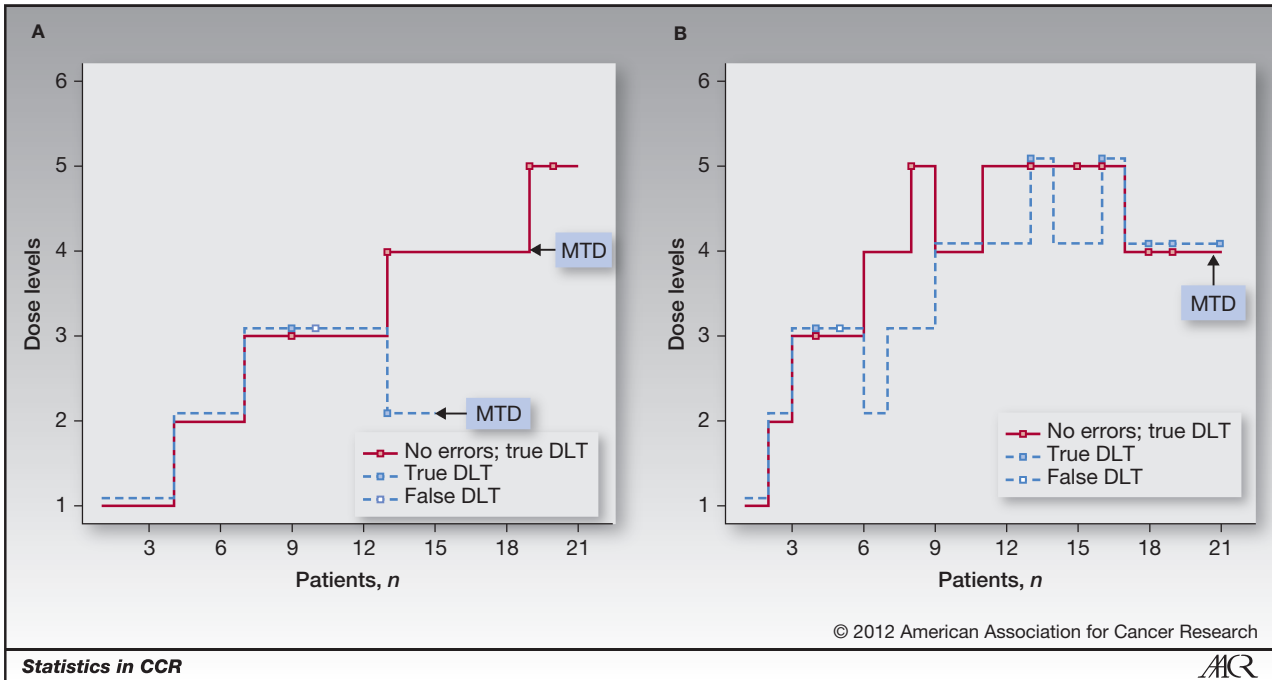 A
6
5
4
3
2
1
Dose levels
MTD
MTD
No errors; true DLT
True DLT
False DLT
3 6 9 12 15 18 21
Patients, n
B
6
5
4
3
2
1
Dose levels
MTD
No errors; true DLT
True DLT
False DLT
3 6 9 12 15 18 21
Patients, n
© 2012 American Association for Cancer Research
Statistics in CCR
AACR